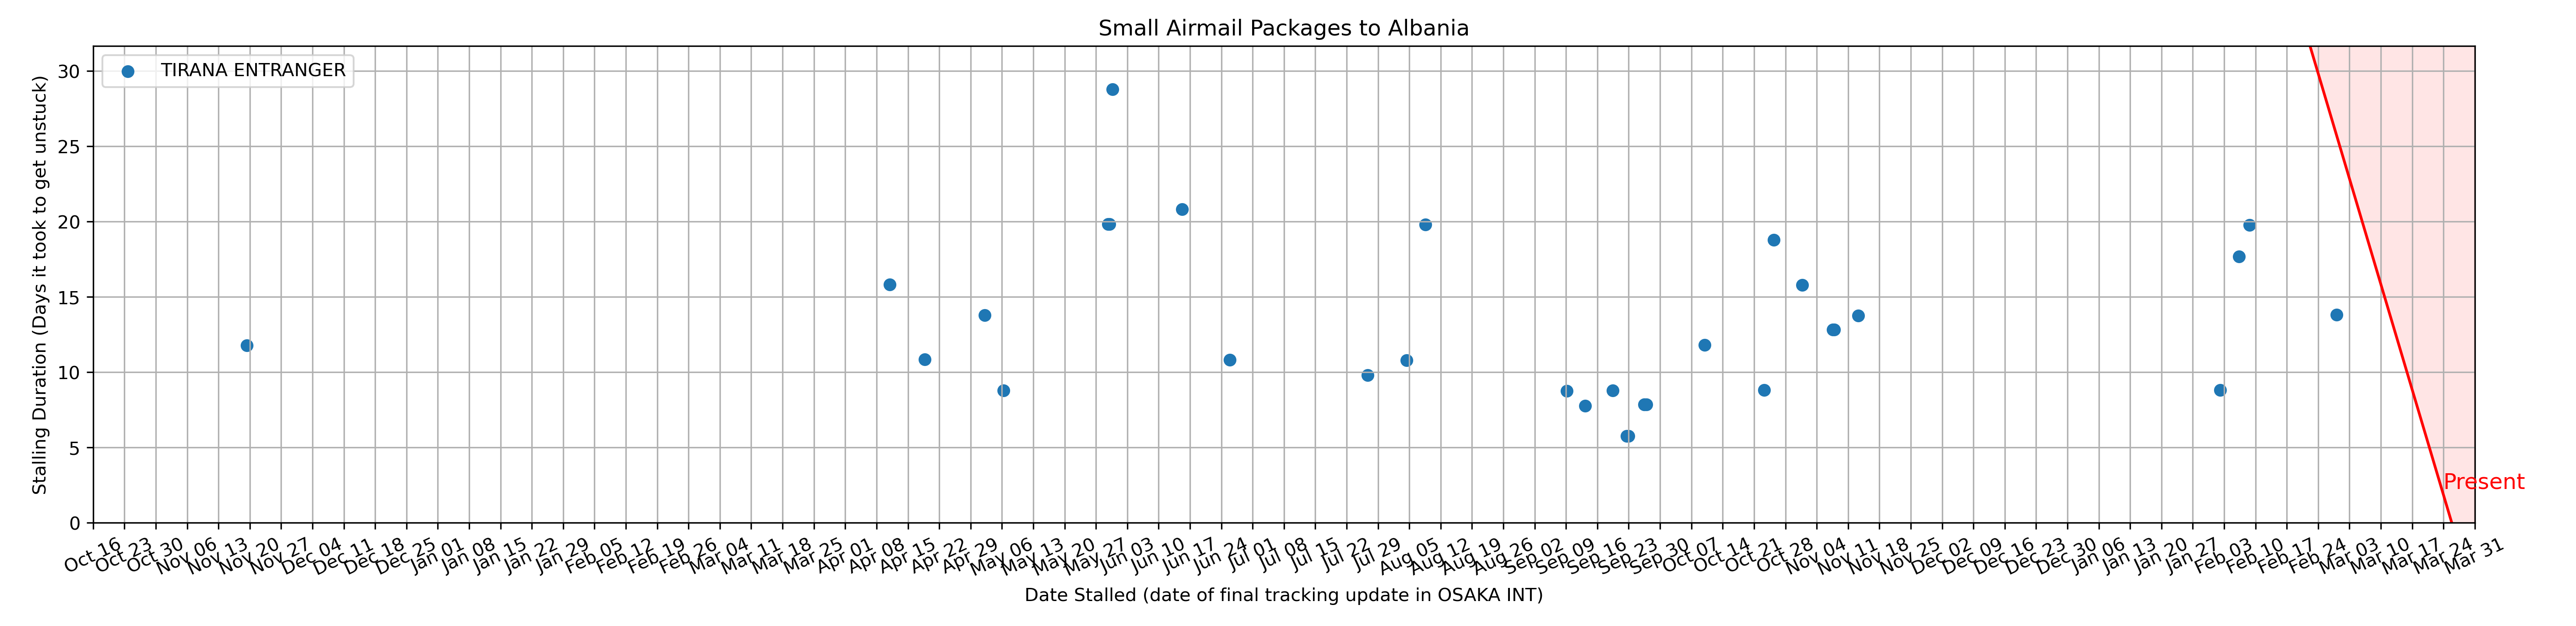 Small Airmail Packages to Albania
TIRANA ENTRANGER
Stalling Duration (Days it took to get unstuck)
30
25
20
15
10
5
0
Present
Oct 16
Oct 23
Oct 30
Nov 06
Nov 13
Nov 20
Nov 27
Dec 04
Dec 11
Dec 18
Dec 25
Jan 01
Jan 08
Jan 15
Jan 22
Jan 29
Feb 05
Feb 12
Feb 19
Feb 26
Mar 04
Mar 11
Mar 18
Mar 25
Apr 01
Apr 08
Apr 15
Apr 22
Apr 29
May 06
May 13
May 20
May 27
Jun 03
Jun 10
Jun 17
Jun 24
Jul 01
Jul 08
Jul 15
Jul 22
Jul 29
Aug 05
Aug 12
Aug 19
Aug 26
Sep 02
Sep 09
Sep 16
Sep 23
Sep 30
Oct 07
Oct 14
Oct 21
Oct 28
Nov 04
Nov 11
Nov 18
Nov 25
Dec 02
Dec 09
Dec 16
Dec 23
Dec 30
Jan 06
Jan 13
Jan 20
Jan 27
Feb 03
Feb 10
Feb 17
Feb 24
Mar 03
Mar 10
Mar 17
Mar 24
Mar 31
Date Stalled (date of final tracking update in OSAKA INT)